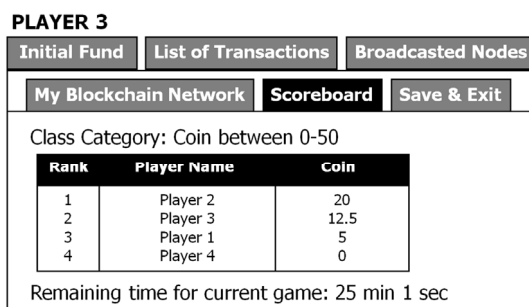 PLAYER 3
Initial Fund List of Transactions Broadcasted Nodes
My Blockchain Network Scoreboard Save & Exit
Class Category: Coin between 0-50
Rank Player Name Coin
1 Player 2 20
2 Player 3 12.5
3 Player 1 5
4 Player 4 0
Remaining time for current game: 25 min 1 sec